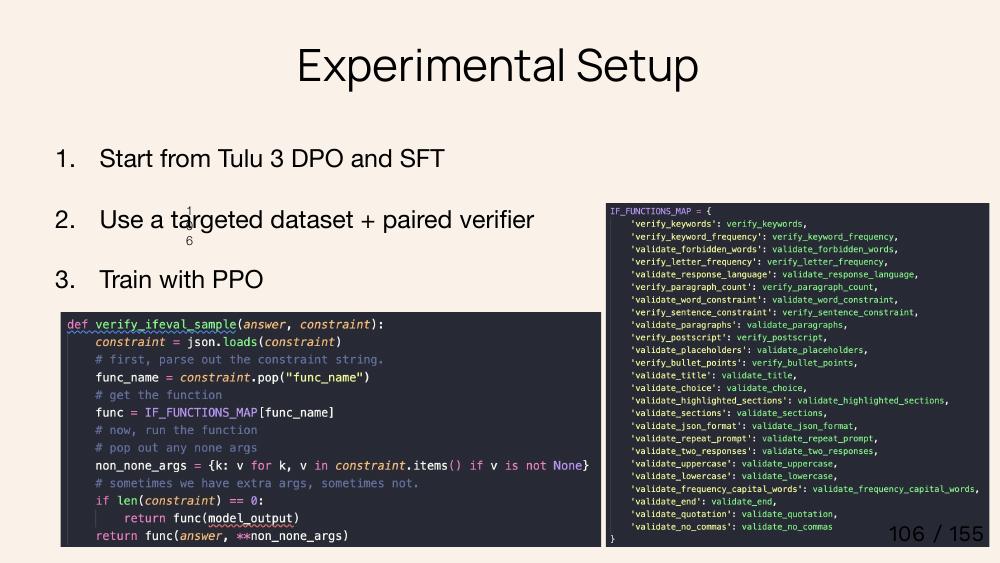 Experimental Setup
1. Start from Tulu 3 DPO and SFT
2. Use a targeted dataset + paired verifier
3. Train with PPO
def verify_ifeval_sample(answer, constraint):
    constraint = json.loads(constraint)
    # first, parse out the constraint string.
    func_name = constraint.pop("func_name")
    # get the function
    func = IF_FUNCTIONS_MAP[func_name]
    # now, run the function
    # pop out any none args
    non_none_args = {k: v for k, v in constraint.items() if v is not None}
    # sometimes we have extra args, sometimes not.
    if len(constraint) == 0:
        return func(model_output)
    return func(answer, **non_none_args)
IF_FUNCTIONS_MAP = {
    'verify_keywords': verify_keywords,
    'verify_keyword_frequency': verify_keyword_frequency,
    'validate_forbidden_words': validate_forbidden_words,
    'verify_letter_frequency': verify_letter_frequency,
    'validate_response_language': validate_response_language,
    'verify_paragraph_count': verify_paragraph_count,
    'validate_word_constraint': validate_word_constraint,
    'verify_sentence_constraint': verify_sentence_constraint,
    'validate_paragraphs': validate_paragraphs,
    'verify_postscript': verify_postscript,
    'validate_placeholders': validate_placeholders,
    'verify_bullet_points': verify_bullet_points,
    'validate_title': validate_title,
    'validate_choice': validate_choice,
    'validate_highlighted_sections': validate_highlighted_sections,
    'validate_sections': validate_sections,
    'validate_json_format': validate_json_format,
    'validate_repeat_prompt': validate_repeat_prompt,
    'validate_two_responses': validate_two_responses,
    'validate_uppercase': validate_uppercase,
    'validate_lowercase': validate_lowercase,
    'validate_frequency_capital_words': validate_frequency_capital_words,
    'validate_end': validate_end,
    'validate_quotation': validate_quotation,
    'validate_no_commas': validate_no_commas
}
106 / 155